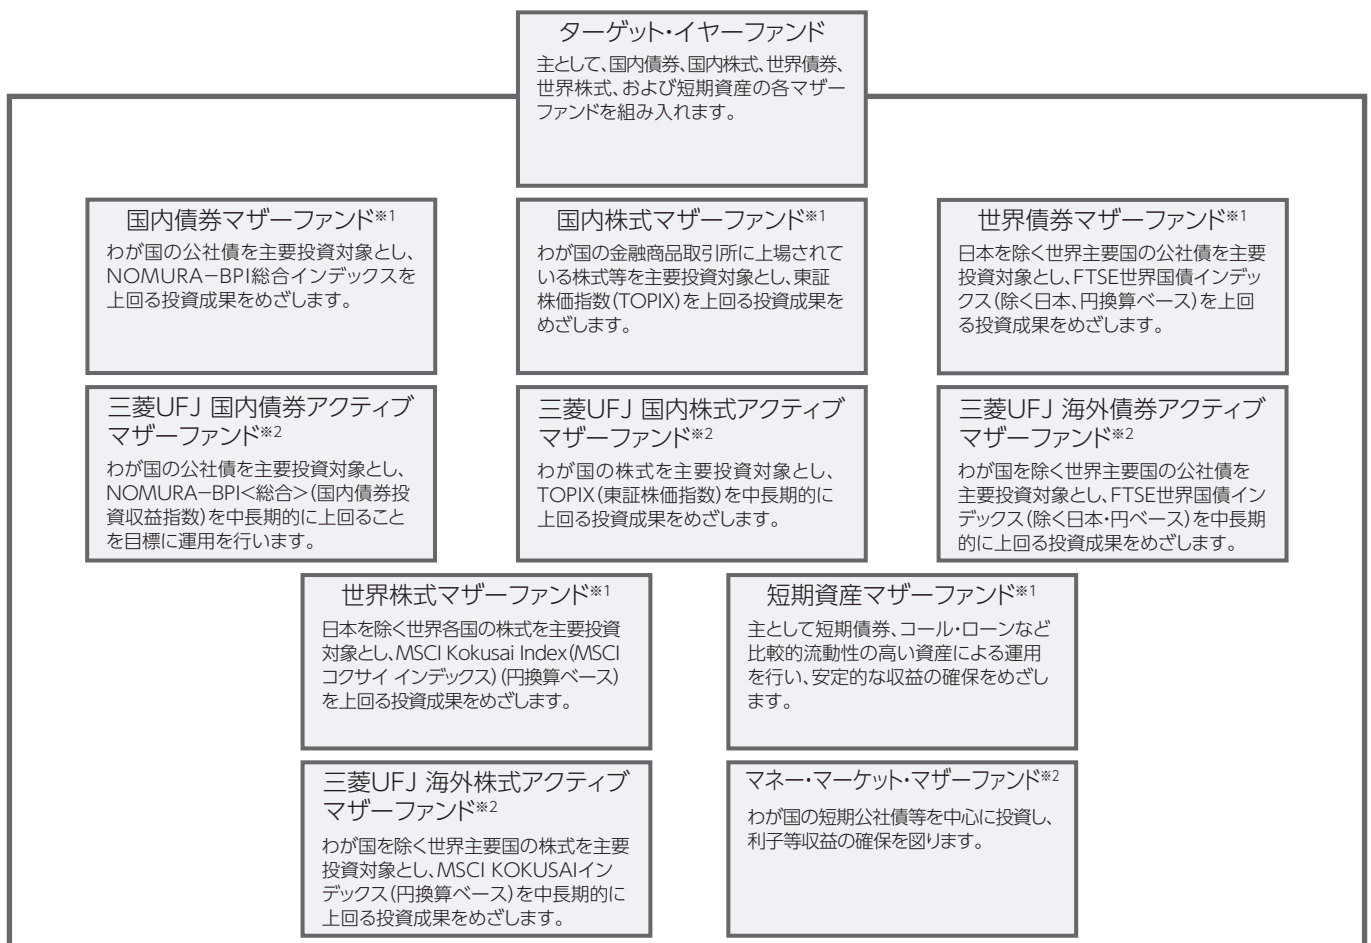 ターゲット・イヤーファンド
主として、国内債券、国内株式、世界債券、
世界株式、および短期資産の各マザー
ファンドを組み入れます。
国内債券マザーファンド※1
わが国の公社債を主要投資対象とし、
NOMURA−BPI総合インデックスを
上回る投資成果をめざします。
国内株式マザーファンド※1
わが国の金融商品取引所に上場されて
いる株式等を主要投資対象とし、東証
株価指数(TOPIX)を上回る投資成果を
めざします。
世界債券マザーファンド※1
日本を除く世界主要国の公社債を主要
投資対象とし、FTSE世界国債インデッ
クス(除く日本、円換算ベース)を上回
る投資成果をめざします。
三菱UFJ 国内債券アクティブ
マザーファンド※2
わが国の公社債を主要投資対象とし、
NOMURA−BPI<総合>(国内債券投
資収益指数)を中長期的に上回ること
を目標に運用を行います。
三菱UFJ 国内株式アクティブ
マザーファンド※2
わが国の株式を主要投資対象とし、
TOPIX(東証株価指数)を中長期的に
上回る投資成果をめざします。
三菱UFJ 海外債券アクティブ
マザーファンド※2
わが国を除く世界主要国の公社債を
主要投資対象とし、FTSE世界国債イン
デックス(除く日本・円ベース)を中長期
的に上回る投資成果をめざします。
世界株式マザーファンド※1
日本を除く世界各国の株式を主要投資
対象とし、MSCI Kokusai Index(MSCI
コクサイ インデックス)(円換算ベース)
を上回る投資成果をめざします。
短期資産マザーファンド※1
主として短期債券、コール・ローンなど
比較的流動性の高い資産による運用
を行い、安定的な収益の確保をめざし
ます。
三菱UFJ 海外株式アクティブ
マザーファンド※2
わが国を除く世界主要国の株式を主要
投資対象とし、MSCI KOKUSAIイン
デックス(円換算ベース)を中長期的に
上回る投資成果をめざします。
マネー・マーケット・マザーファンド※2
わが国の短期公社債等を中心に投資し、
利子等収益の確保を図ります。